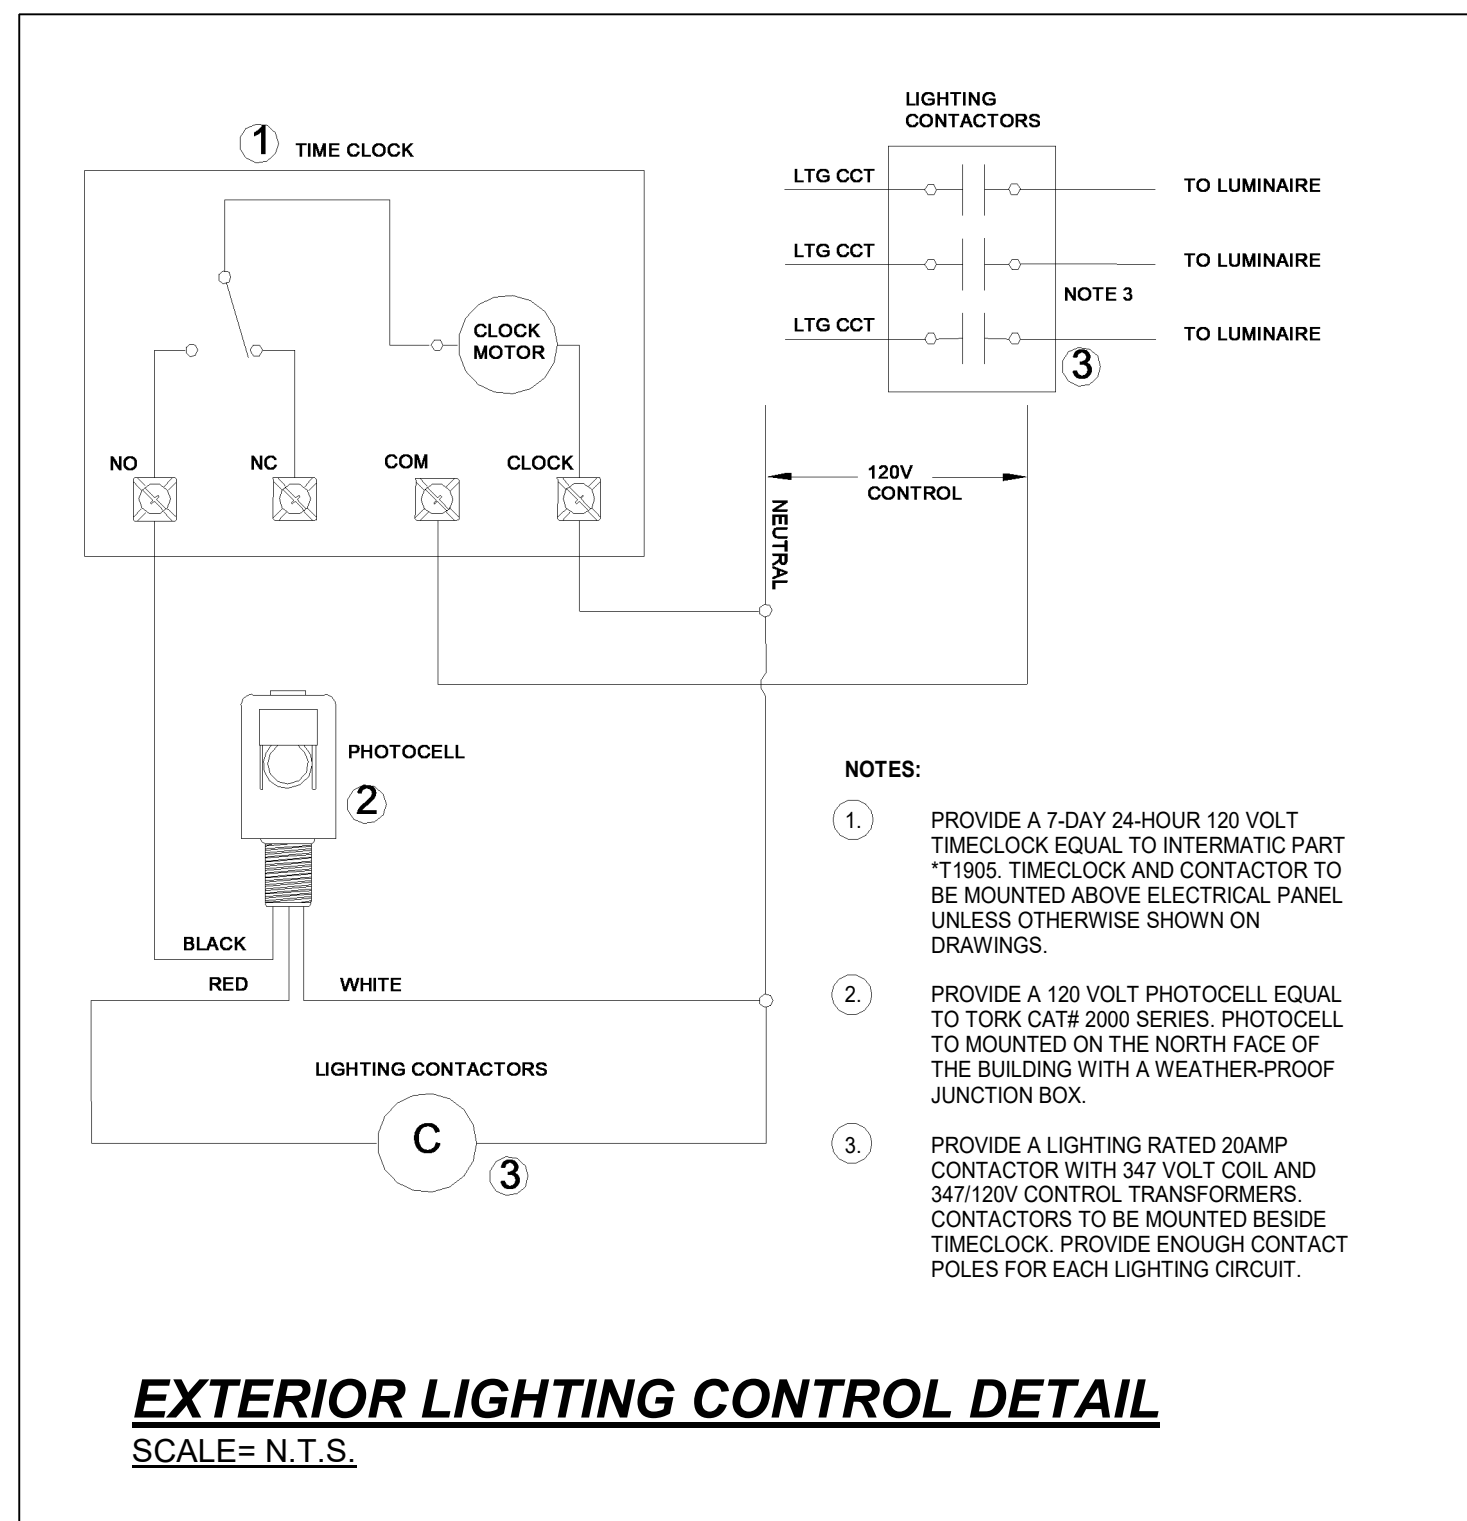 LIGHTING
CONTACTORS
1
TIME CLOCK
LTG CCT
TO LUMINAIRE
LTG CCT
TO LUMINAIRE
NOTE 3
LTG CCT
TO LUMINAIRE
3
CLOCK
MOTOR
NO
NC
COM
CLOCK
120V
CONTROL
NEUTRAL
PHOTOCELL
2
BLACK
RED
WHITE
LIGHTING CONTACTORS
C
3
NOTES:
1. PROVIDE A 7-DAY 24-HOUR 120 VOLT
TIMECLOCK EQUAL TO INTERMATIC PART
*T1905. TIMECLOCK AND CONTACTOR TO
BE MOUNTED ABOVE ELECTRICAL PANEL
UNLESS OTHERWISE SHOWN ON
DRAWINGS.
2. PROVIDE A 120 VOLT PHOTOCELL EQUAL
TO TORK CAT# 2000 SERIES. PHOTOCELL
TO MOUNTED ON THE NORTH FACE OF
THE BUILDING WITH A WEATHER-PROOF
JUNCTION BOX.
3. PROVIDE A LIGHTING RATED 20AMP
CONTACTOR WITH 347 VOLT COIL AND
347/120V CONTROL TRANSFORMERS.
CONTACTORS TO BE MOUNTED BESIDE
TIMECLOCK. PROVIDE ENOUGH CONTACT
POLES FOR EACH LIGHTING CIRCUIT.
EXTERIOR LIGHTING CONTROL DETAIL
SCALE= N.T.S.